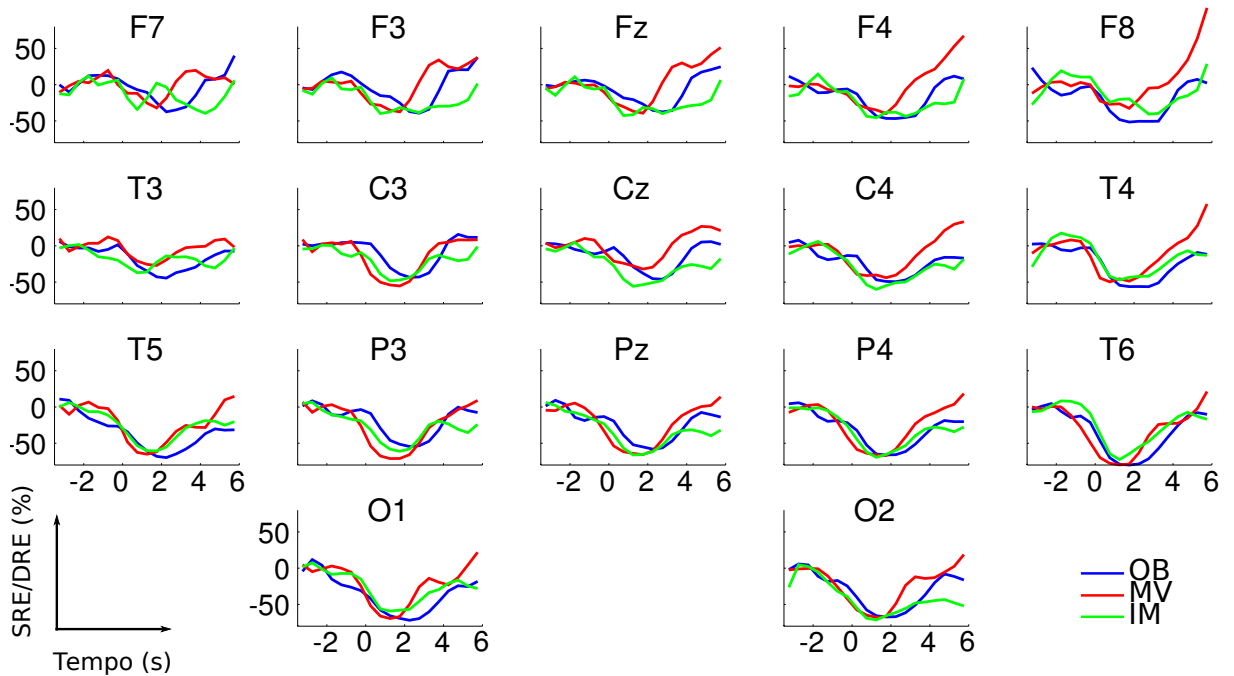 F7 F3 Fz F4 F8
50
0
-50
T3 C3 Cz C4 T4
50
0
-50
T5 P3 Pz P4 T6
50
0
-50
-2 0 2 4 6 -2 0 2 4 6 -2 0 2 4 6
O1 O2
50
0
-50
-2 0 2 4 6 -2 0 2 4 6
SRE/DRE (%)
Tempo (s)
OB
MV
IM